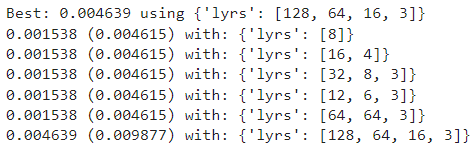 Best: 0.004639 using {'lyrs': [128, 64, 16, 3]}
0.001538 (0.004615) with: {'lyrs': [8]}
0.001538 (0.004615) with: {'lyrs': [16, 4]}
0.001538 (0.004615) with: {'lyrs': [32, 8, 3]}
0.001538 (0.004615) with: {'lyrs': [12, 6, 3]}
0.001538 (0.004615) with: {'lyrs': [64, 64, 3]}
0.004639 (0.009877) with: {'lyrs': [128, 64, 16, 3]}